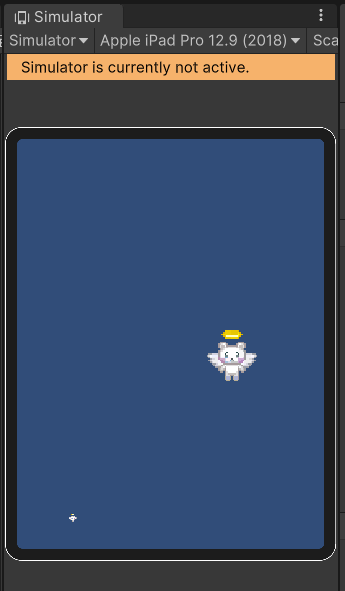 Simulator
Simulator Apple iPad Pro 12.9 (2018) Sca
Simulator is currently not active.